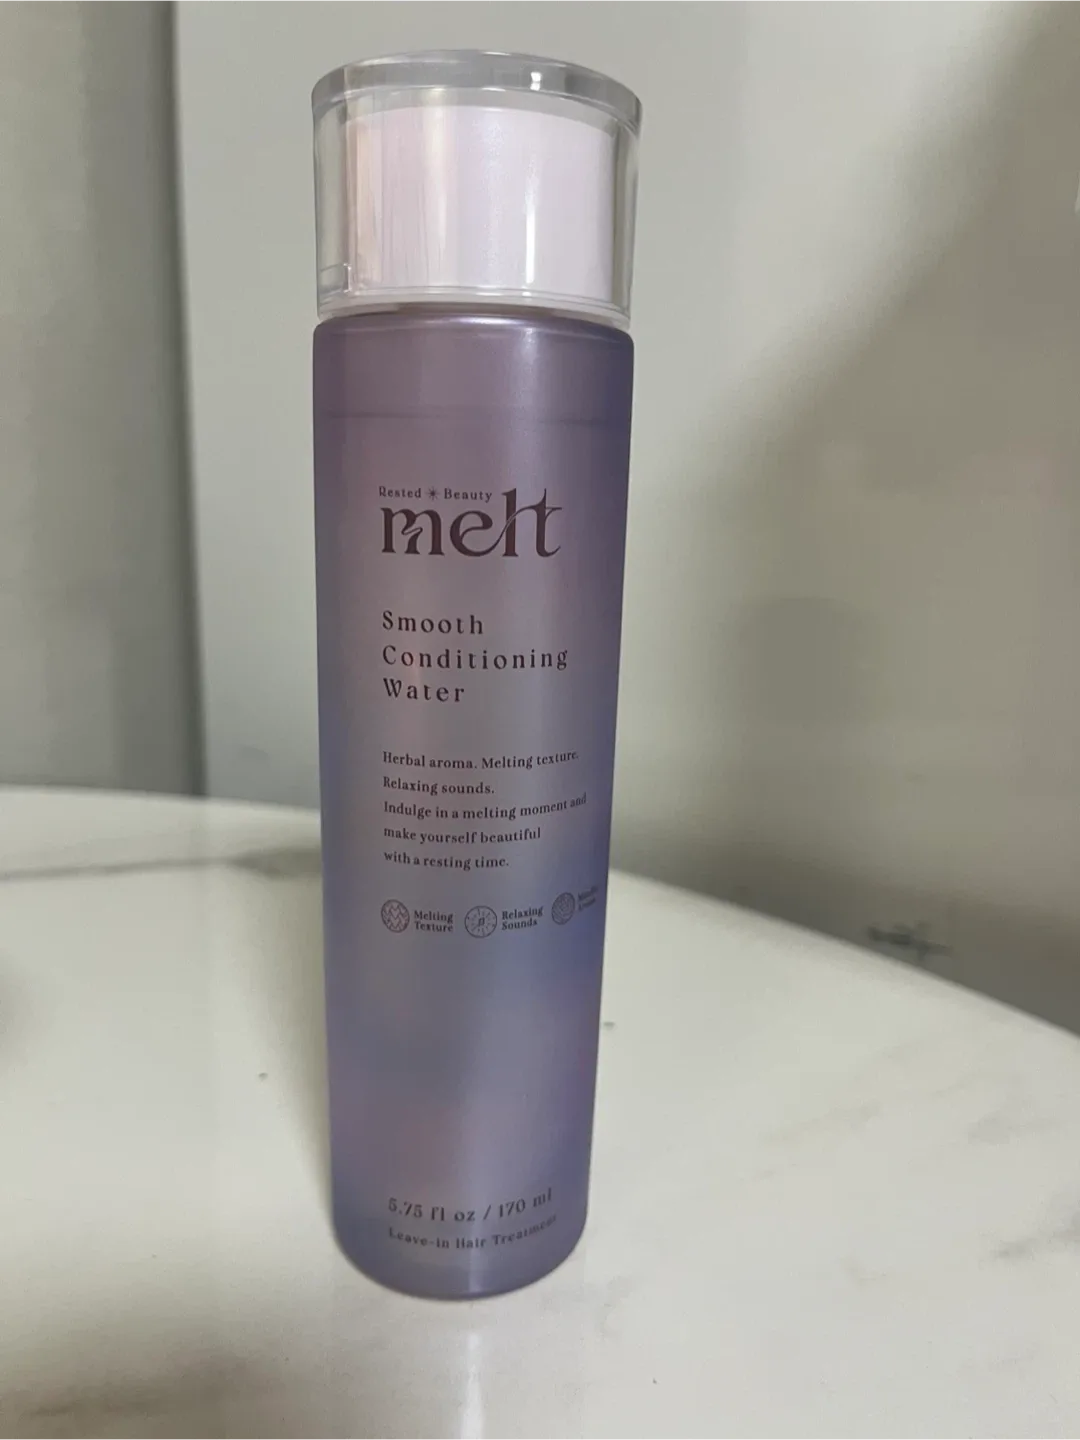 Rested * Beauty
melt
Smooth
Conditioning
Water
Herbal aroma. Melting texture.
Relaxing sounds.
Indulge in a melting moment and
make yourself beautiful
with a resting time.
Melting
Texture
Relaxing
Sounds
5.75 fl oz / 170 ml
Leave-in Hair Treatment